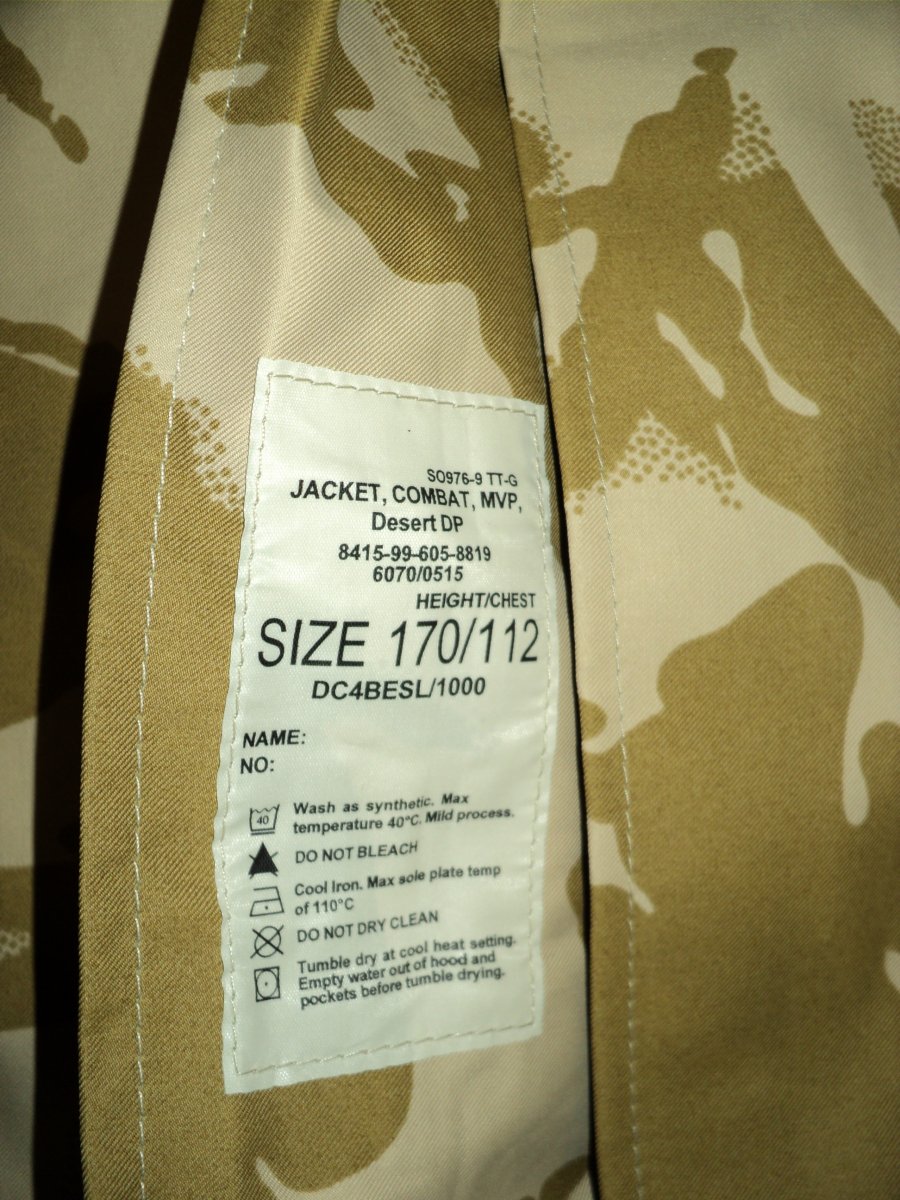 SO976-9 TT-G
JACKET, COMBAT, MVP,
Desert DP
8415-99-605-8819
6070/0515
HEIGHT/CHEST
SIZE 170/112
DC4BESL/1000
NAME:
NO:
40
Wash as synthetic. Max
temperature 40°C. Mild process.
DO NOT BLEACH
Cool Iron. Max sole plate temp
of 110°C
DO NOT DRY CLEAN
Tumble dry at cool heat setting.
Empty water out of hood and
pockets before tumble drying.